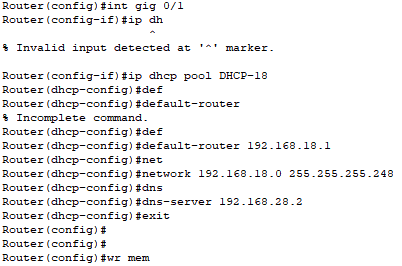 Router(config)#int gig 0/1
Router(config-if)#ip dh
^
% Invalid input detected at '^' marker.
Router(config-if)#ip dhcp pool DHCP-18
Router(dhcp-config)#def
Router(dhcp-config)#default-router
% Incomplete command.
Router(dhcp-config)#def
Router(dhcp-config)#default-router 192.168.18.1
Router(dhcp-config)#net
Router(dhcp-config)#network 192.168.18.0 255.255.255.248
Router(dhcp-config)#dns
Router(dhcp-config)#dns-server 192.168.28.2
Router(dhcp-config)#exit
Router(config)#
Router(config)#
Router(config)#wr mem